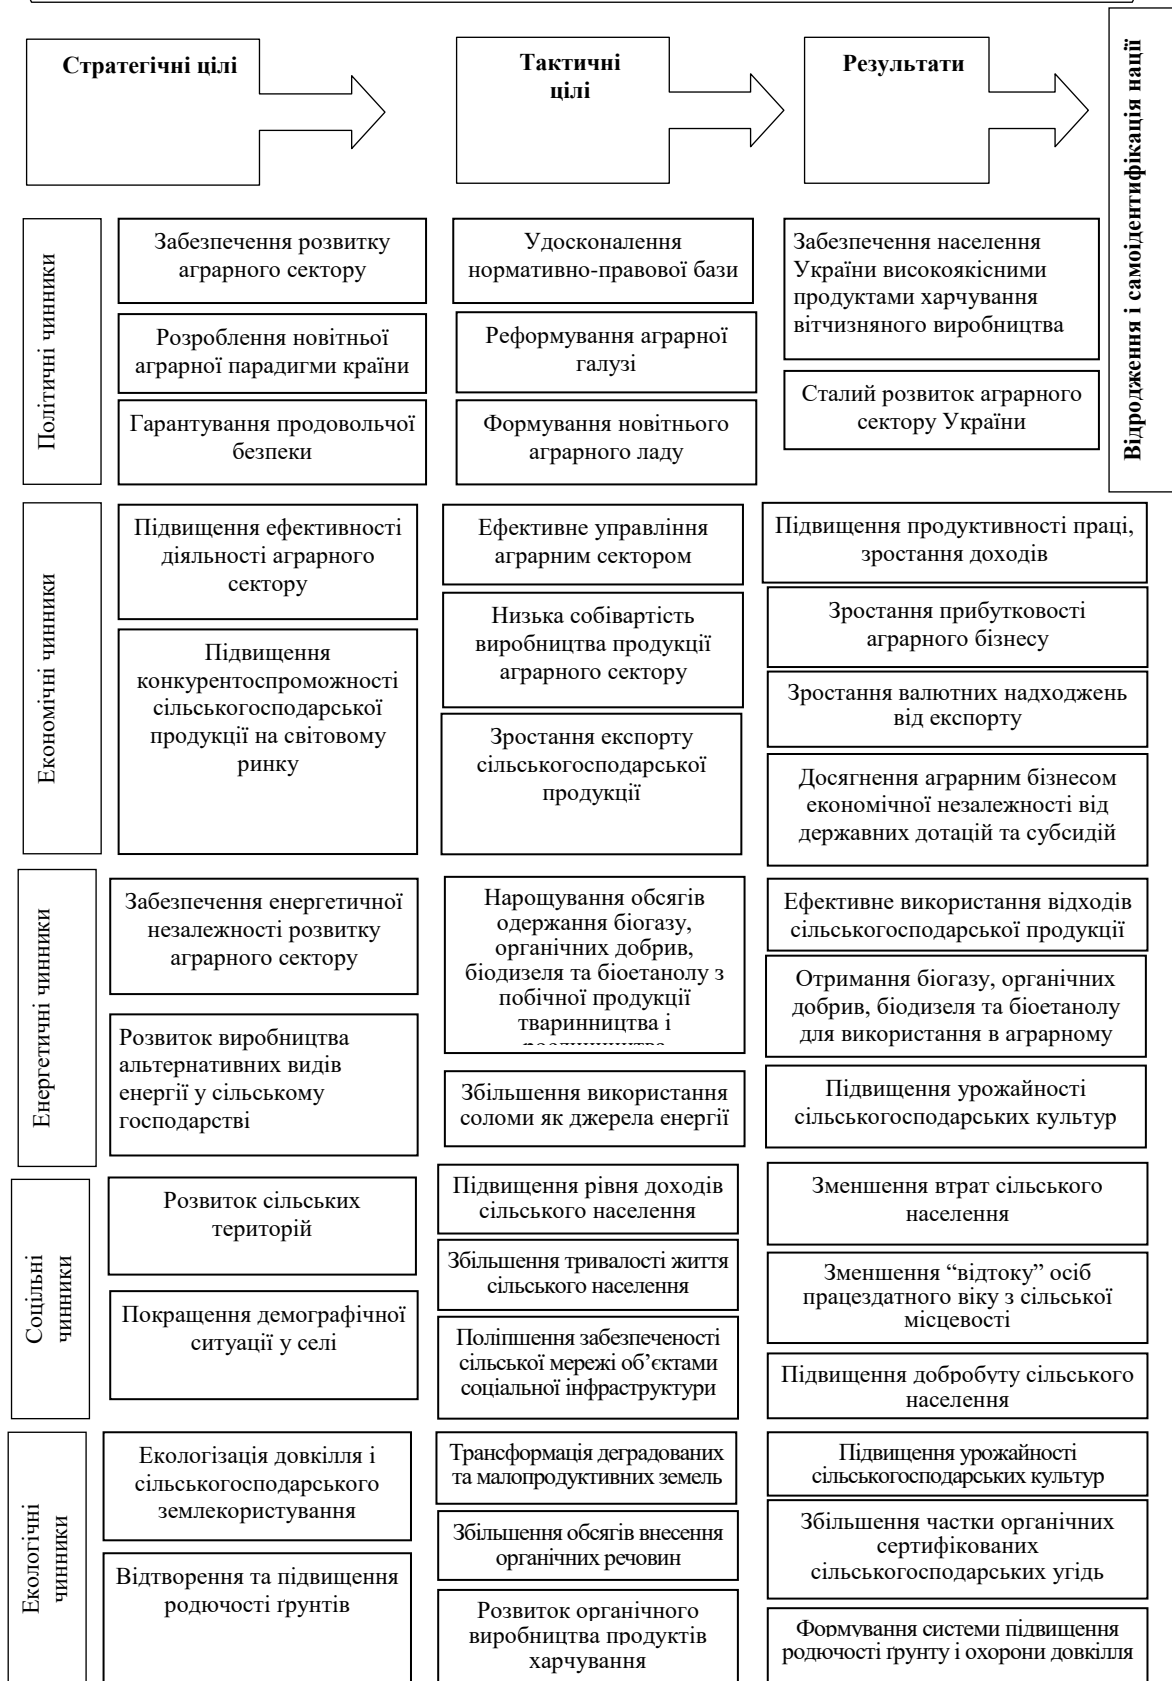 Стратегічні цілі
Тактичні
цілі
Результати
Відродження і самоідентифікація нації
Політичні чинники
Забезпечення розвитку
аграрного сектору
Розроблення новітньої
аграрної парадигми країни
Гарантування продовольчої
безпеки
Удосконалення
нормативно-правової бази
Реформування аграрної
галузі
Формування новітнього
аграрного ладу
Забезпечення населення
України високоякісними
продуктами харчування
вітчизняного виробництва
Сталий розвиток аграрного
сектору України
Економічні чинники
Підвищення ефективності
діяльності аграрного
сектору
Підвищення
конкурентоспроможності
сільськогосподарської
продукції на світовому
ринку
Ефективне управління
аграрним сектором
Низька собівартість
виробництва продукції
аграрного сектору
Зростання експорту
сільськогосподарської
продукції
Підвищення продуктивності праці,
зростання доходів
Зростання прибутковості
аграрного бізнесу
Зростання валютних надходжень
від експорту
Досягнення аграрним бізнесом
економічної незалежності від
державних дотацій та субсидій
Енергетичні чинники
Забезпечення енергетичної
незалежності розвитку
аграрного сектору
Розвиток виробництва
альтернативних видів
енергії у сільському
господарстві
Нарощування обсягів
одержання біогазу,
органічних добрив,
біодизеля та біоетанолу з
побічної продукції
тваринництва і
Збільшення використання
соломи як джерела енергії
Ефективне використання відходів
сільськогосподарської продукції
Отримання біогазу, органічних
добрив, біодизеля та біоетанолу
для використання в аграрному
Підвищення урожайності
сільськогосподарських культур
Соцільні
чинники
Розвиток сільських
територій
Покращення демографічної
ситуації у селі
Підвищення рівня доходів
сільського населення
Збільшення тривалості життя
сільського населення
Поліпшення забезпеченості
сільської мережі об’єктами
соціальної інфраструктури
Зменшення втрат сільського
населення
Зменшення “відтоку” осіб
працездатного віку з сільської
місцевості
Підвищення добробуту сільського
населення
Екологічні
чинники
Екологізація довкілля і
сільськогосподарського
землекористування
Відтворення та підвищення
родючості ґрунтів
Трансформація деградованих
та малопродуктивних земель
Збільшення обсягів внесення
органічних речовин
Розвиток органічного
виробництва продуктів
харчування
Підвищення урожайності
сільськогосподарських культур
Збільшення частки органічних
сертифікованих
сільськогосподарських угідь
Формування системи підвищення
родючості ґрунту і охорони довкілля